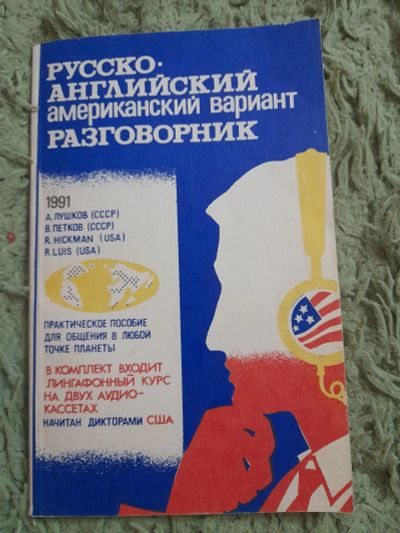 РУССКО-
АНГЛИЙСКИЙ
американский вариант
РАЗГОВОРНИК
1991
А.ЛУШКОВ (СССР)
В.ПЕТКОВ (СССР)
R.HICKMAN (USA)
R.LUIS (USA)
ПРАКТИЧЕСКОЕ ПОСОБИЕ
ДЛЯ ОБЩЕНИЯ В ЛЮБОЙ
ТОЧКЕ ПЛАНЕТЫ
В КОМПЛЕКТ ВХОДИТ
ЛИНГАФОННЫЙ КУРС
НА ДВУХ АУДИО-
КАССЕТАХ
НАЧИТАН ДИКТОРАМИ США